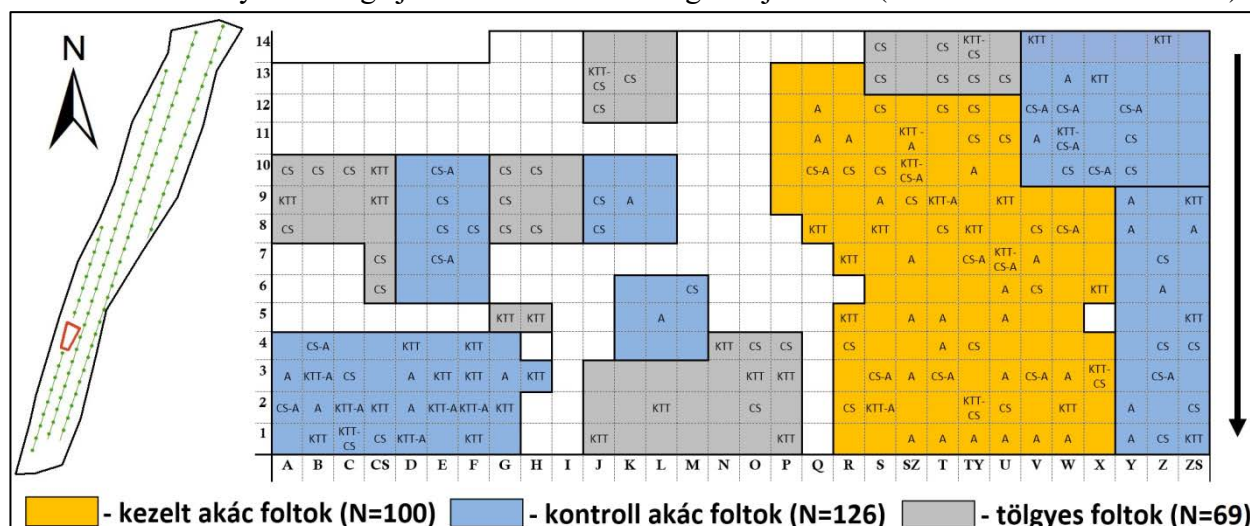 N
14 CS CS KTT-CS KTT KTT
13 KTT-CS CS CS CS CS CS A KTT
12 CS A CS CS CS CS-A CS-A CS-A
11 A A KTT-A CS CS A KTT-CS-A CS
10 CS CS CS KTT CS-A CS CS CS-A CS CS KTT-CS-A A CS CS-A CS
9 KTT KTT CS CS CS A A CS KTT-A KTT A KTT
8 CS CS CS CS CS CS KTT KTT CS KTT CS CS-A A A
7 CS CS-A KTT A CS-A KTT-CS-A A CS
6 CS CS A CS KTT A
5 KTT KTT A KTT A A A KTT
4 CS-A KTT KTT KTT CS CS CS A CS CS CS
3 A KTT-A CS A KTT KTT A KTT KTT KTT CS-A A CS-A A CS-A A KTT-CS CS-A
2 CS-A A KTT-A KTT A KTT-A KTT-A KTT KTT CS CS KTT-A KTT-CS CS KTT A CS
1 KTT KTT-CS CS KTT-A KTT KTT KTT A A A A A A A CS KTT
A B C CS D E F G H I J K L M N O P Q R S SZ T TY U V W X Y Z ZS
- kezelt akác foltok (N=100) - kontroll akác foltok (N=126) - tölgyes foltok (N=69)